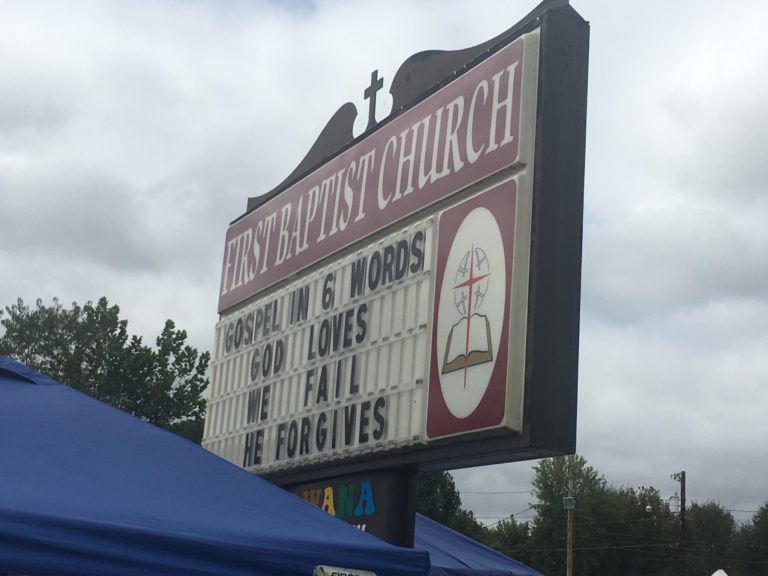 FIRST BAPTIST CHURCH
GOSPEL IN 6 WORDS
GOD LOVES
WE FAIL
HE FORGIVES